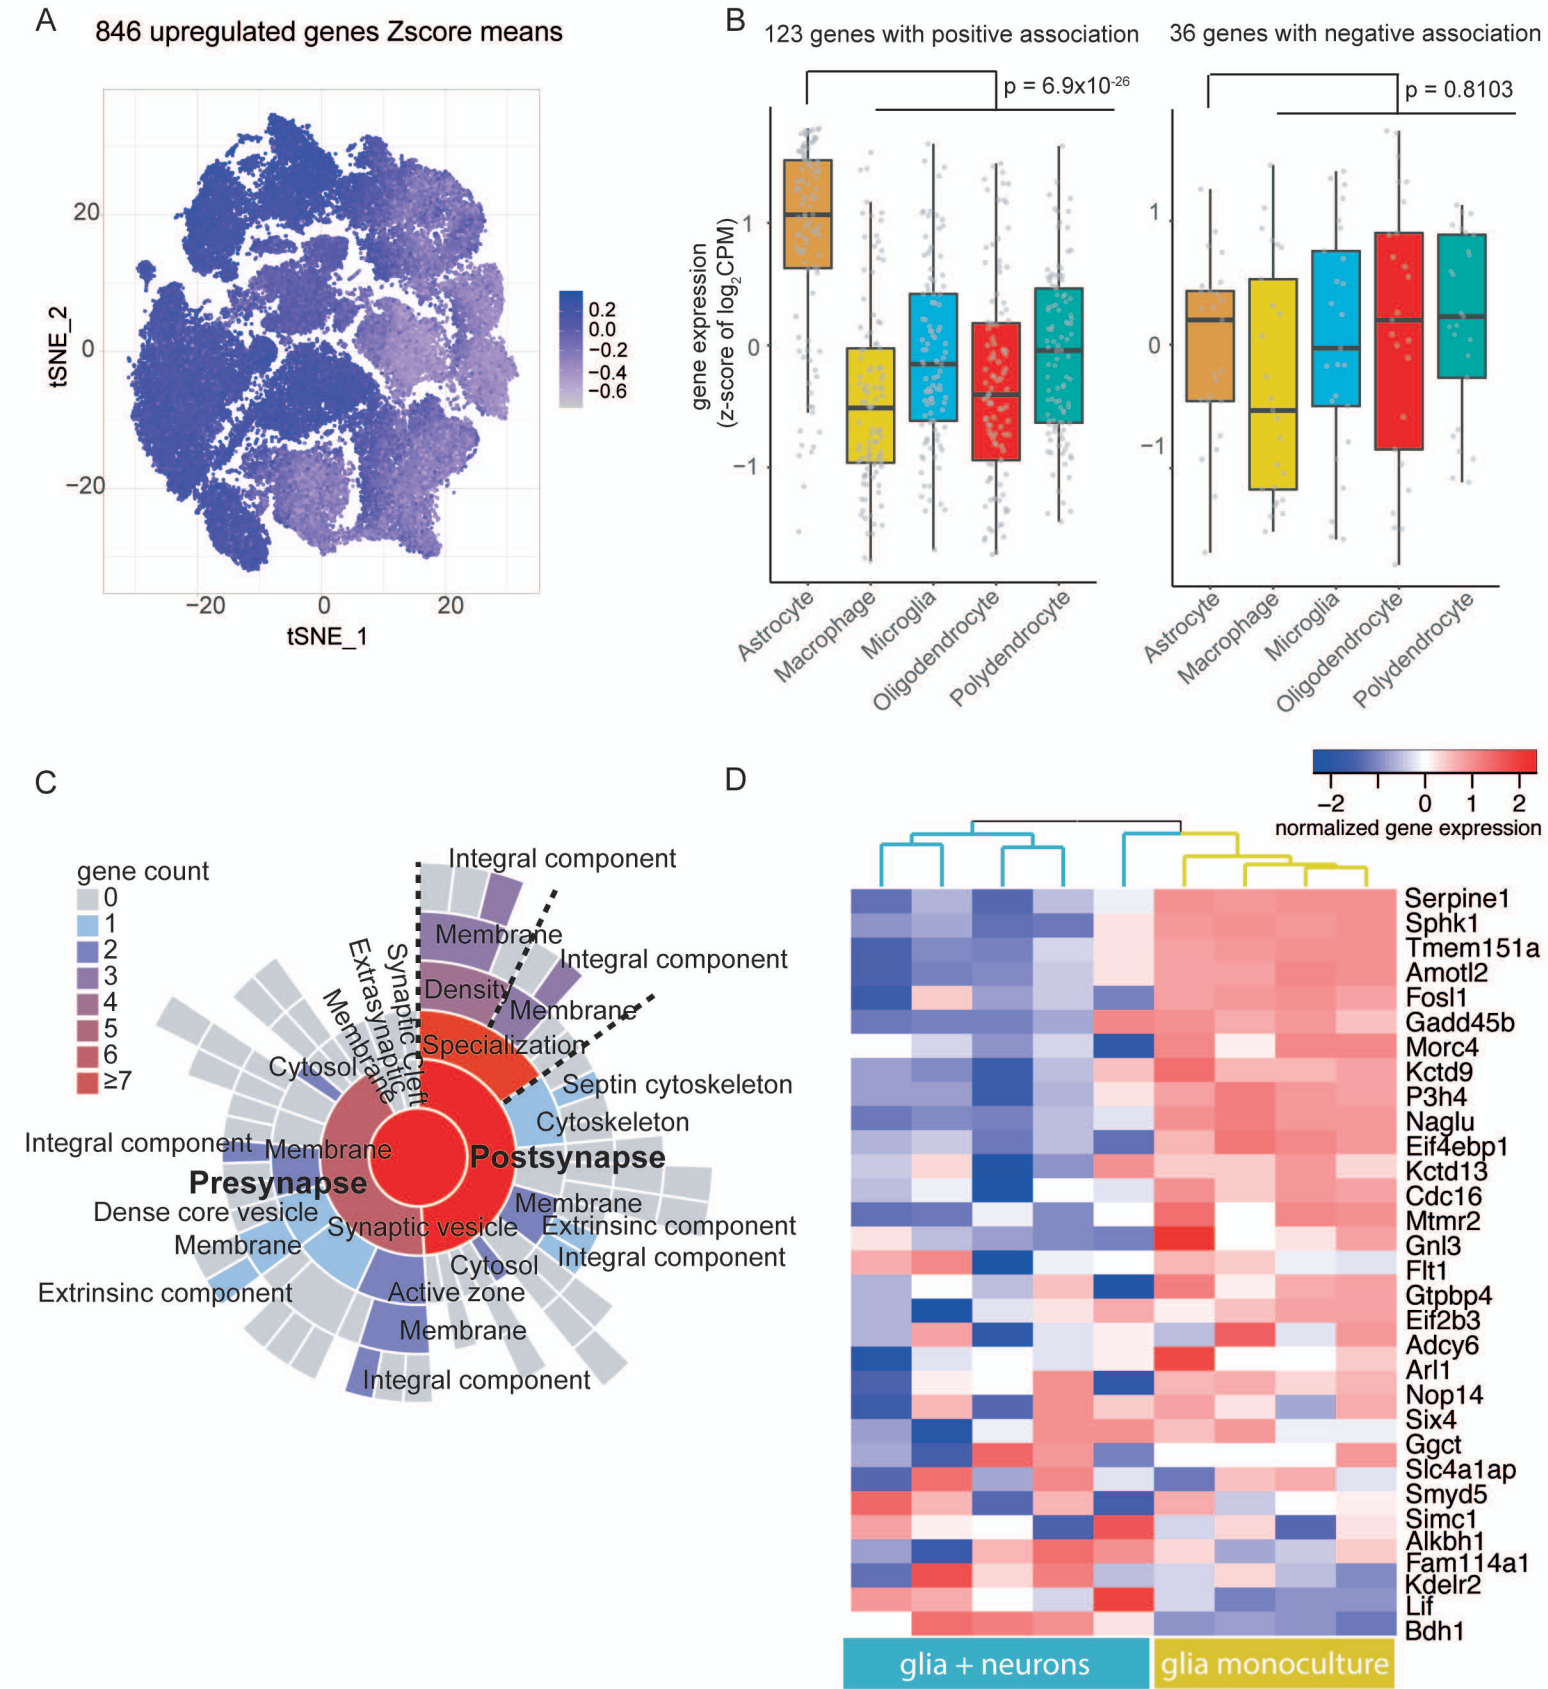 A
846 upregulated genes Zscore means
20
0
−20
tSNE_2
−20
0
20
tSNE_1
0.2
0.0
−0.2
−0.4
−0.6
B
123 genes with positive association
36 genes with negative association
p = 6.9x10-26
p = 0.8103
gene expression
(z-score of log2CPM)
1
0
−1
1
0
−1
Astrocyte
Macrophage
Microglia
Oligodendrocyte
Polydendrocyte
Astrocyte
Macrophage
Microglia
Oligodendrocyte
Polydendrocyte
C
gene count
0
1
2
3
4
5
6
≥7
Integral component
Membrane
Integral component
Density
Membrane
Specialization
Septin cytoskeleton
Cytoskeleton
Postsynapse
Membrane
Extrinsinc component
Integral component
Cytosol
Synaptic Cleft
Extrasynaptic
Membrane
Cytosol
Integral component
Membrane
Presynapse
Dense core vesicle
Synaptic vesicle
Membrane
Extrinsinc component
Active zone
Membrane
Integral component
D
−2
0
1
2
normalized gene expression
Serpine1
Sphk1
Tmem151a
Amotl2
Fosl1
Gadd45b
Morc4
Kctd9
P3h4
Naglu
Eif4ebp1
Kctd13
Cdc16
Mtmr2
Gnl3
Flt1
Gtpbp4
Eif2b3
Adcy6
Arl1
Nop14
Six4
Ggct
Slc4a1ap
Smyd5
Simc1
Alkbh1
Fam114a1
Kdelr2
Lif
Bdh1
glia + neurons
glia monoculture